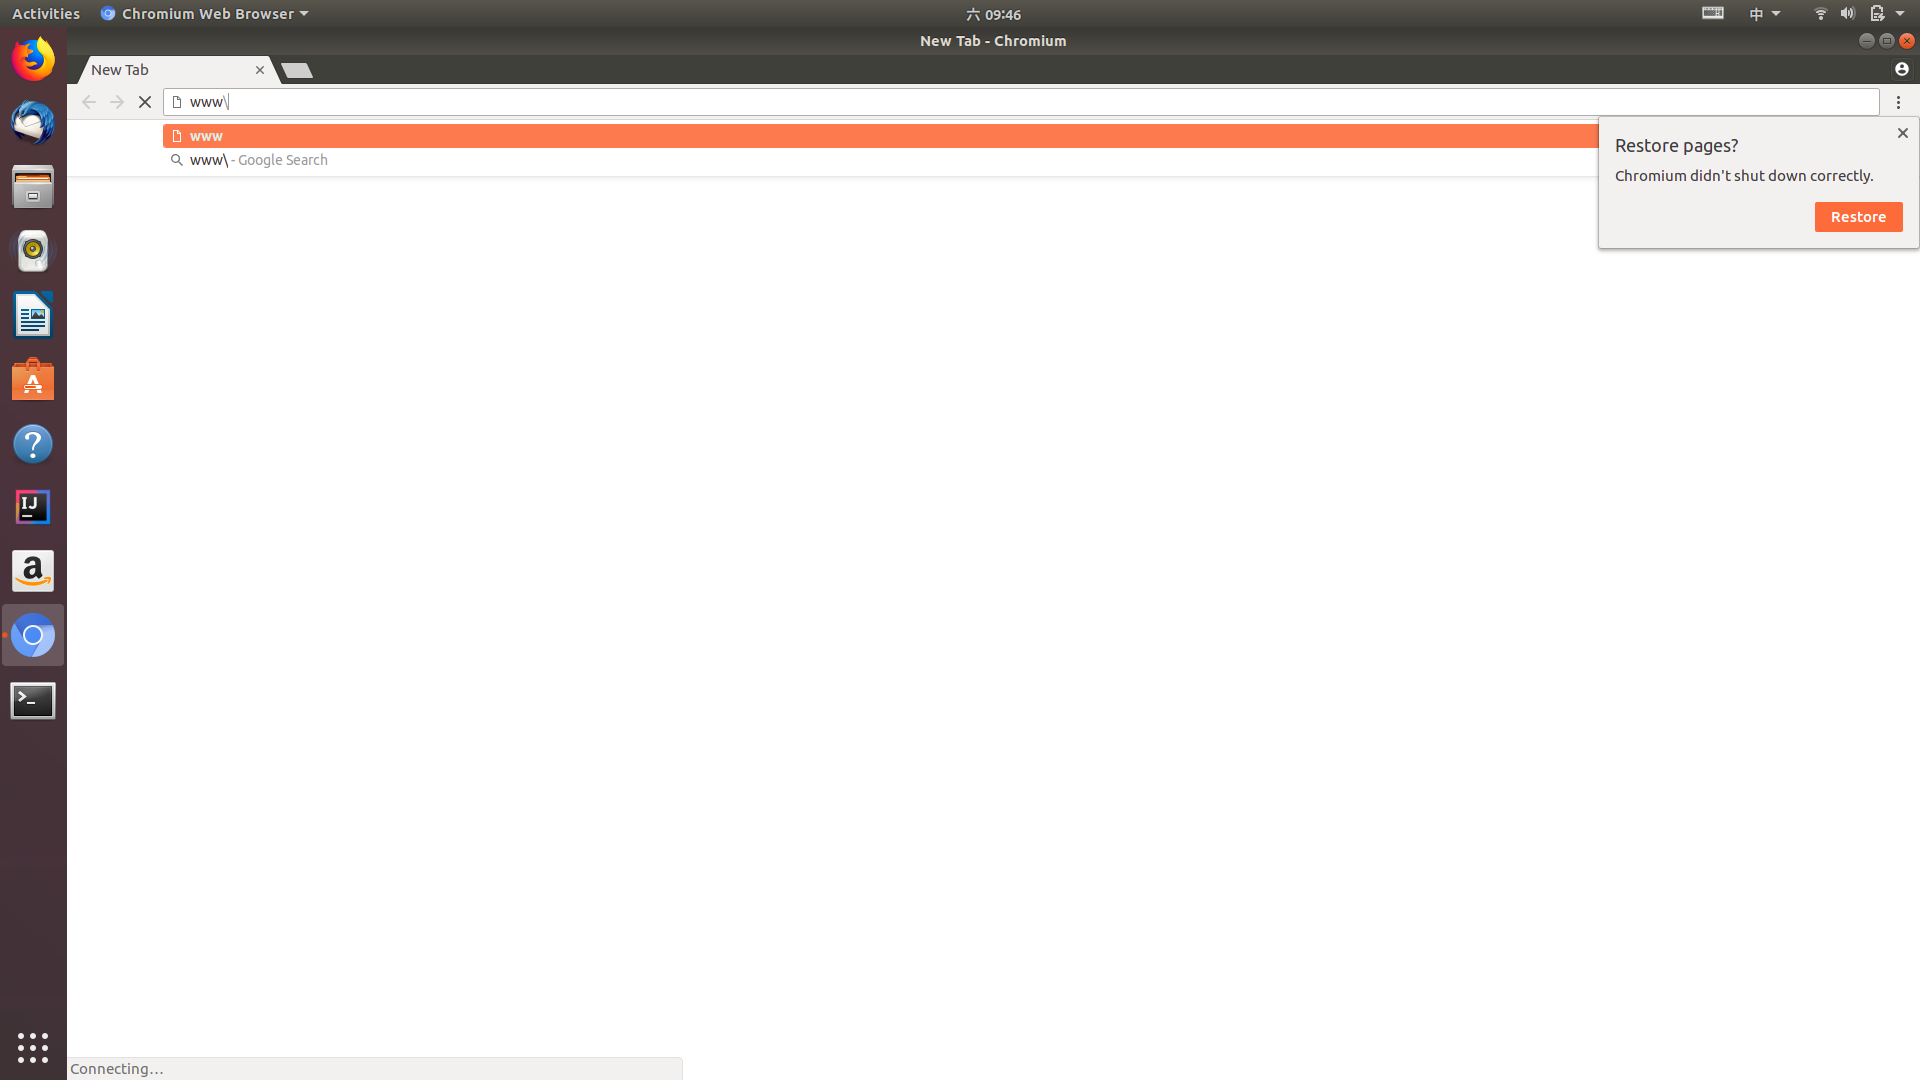 Activities
Chromium Web Browser
六 09:46
中
New Tab - Chromium
New Tab
www\
www
www\ - Google Search
Restore pages?
Chromium didn't shut down correctly.
Restore
A
?
IJ
a
>_
Connecting…